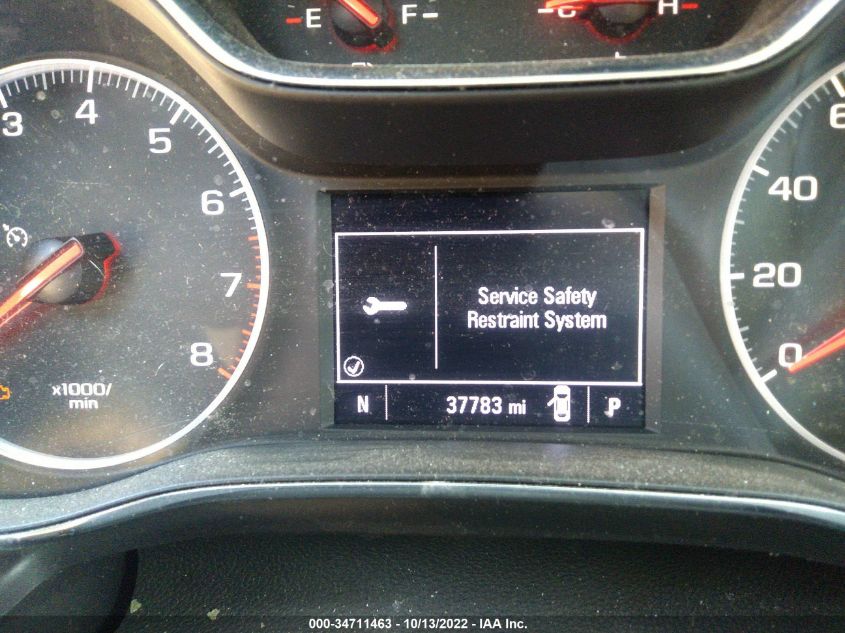 E F
C H
3 4 5 6 7 8
x1000/
min
Service Safety
Restraint System
N 37783 mi P
6
40
20
0
000-34711463 - 10/13/2022 - IAA Inc.